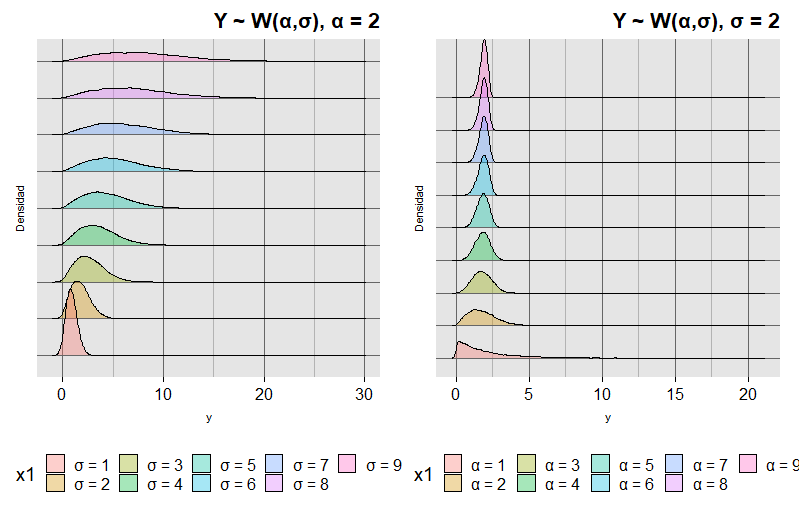 Y ~ W(α,σ), α = 2
Densidad
0 10 20 30
y
x1
σ = 1 σ = 3 σ = 5 σ = 7 σ = 9
σ = 2 σ = 4 σ = 6 σ = 8
Y ~ W(α,σ), σ = 2
Densidad
0 5 10 15 20
y
x1
α = 1 α = 3 α = 5 α = 7 α = 9
α = 2 α = 4 α = 6 α = 8